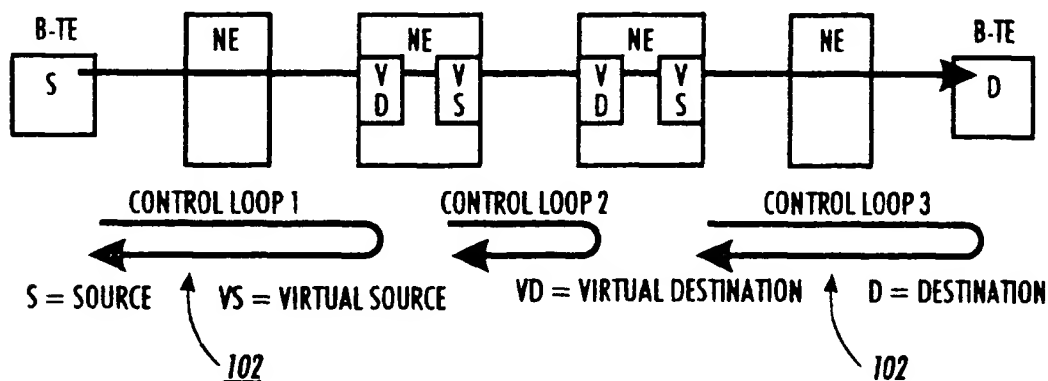 B-TE NE NE NE NE B-TE
S V D V S V D V S D
CONTROL LOOP 1 CONTROL LOOP 2 CONTROL LOOP 3
S = SOURCE VS = VIRTUAL SOURCE VD = VIRTUAL DESTINATION D = DESTINATION
102 102